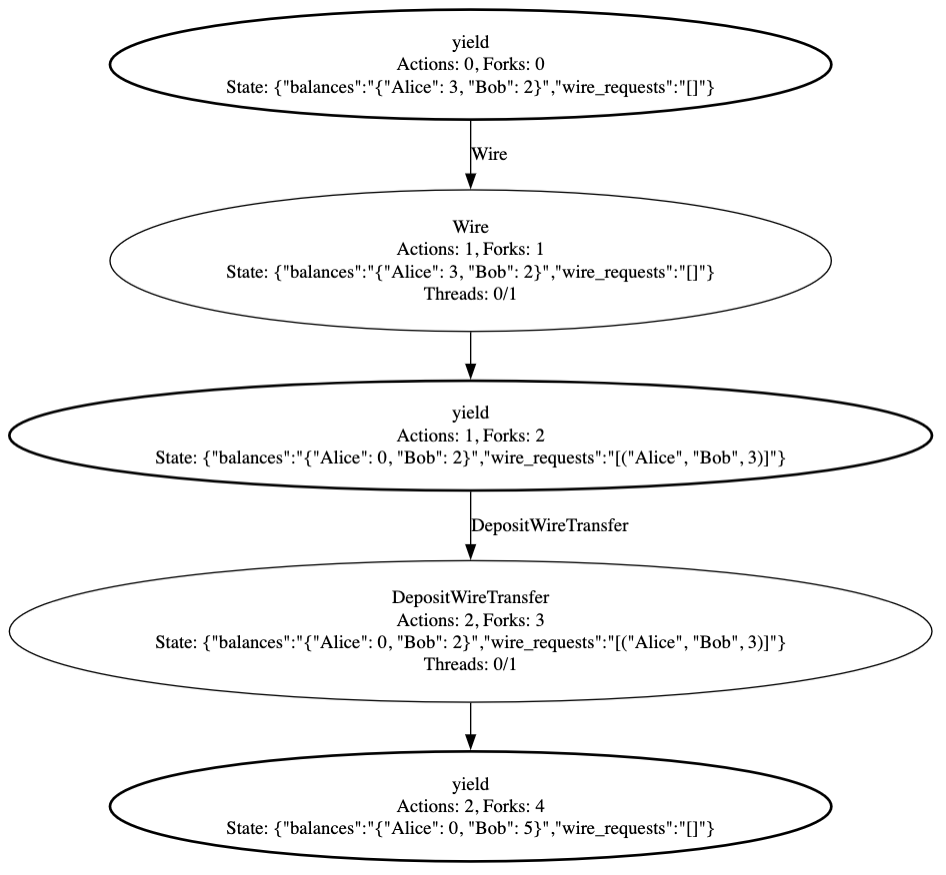 yield
Actions: 0, Forks: 0
State: {"balances":"{"Alice": 3, "Bob": 2}","wire_requests":"[]"}
Wire
Wire
Actions: 1, Forks: 1
State: {"balances":"{"Alice": 3, "Bob": 2}","wire_requests":"[]"}
Threads: 0/1
yield
Actions: 1, Forks: 2
State: {"balances":"{"Alice": 0, "Bob": 2}","wire_requests":"[("Alice", "Bob", 3)]"}
DepositWireTransfer
DepositWireTransfer
Actions: 2, Forks: 3
State: {"balances":"{"Alice": 0, "Bob": 2}","wire_requests":"[("Alice", "Bob", 3)]"}
Threads: 0/1
yield
Actions: 2, Forks: 4
State: {"balances":"{"Alice": 0, "Bob": 5}","wire_requests":"[]"}